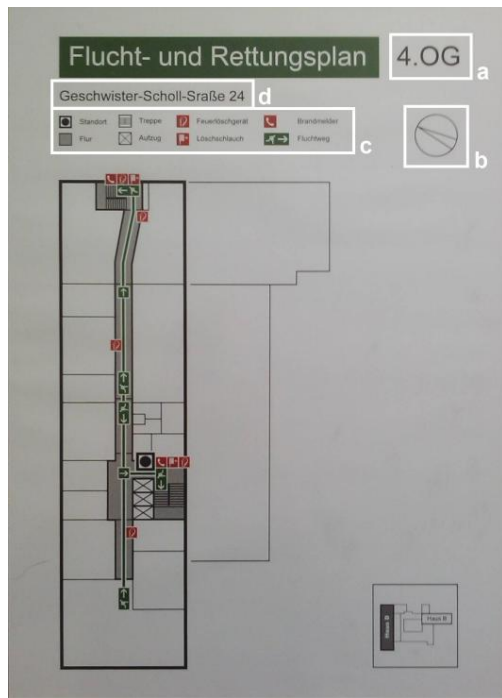 Flucht- und Rettungsplan
4.OG
a
Geschwister-Scholl-Sraße 24
d
Standort
Treppe
Feuerlöschgerät
Brandmelder
Flur
Aufzug
Löschschlauch
Fluchtweg
c
b
Haus B
Haus B